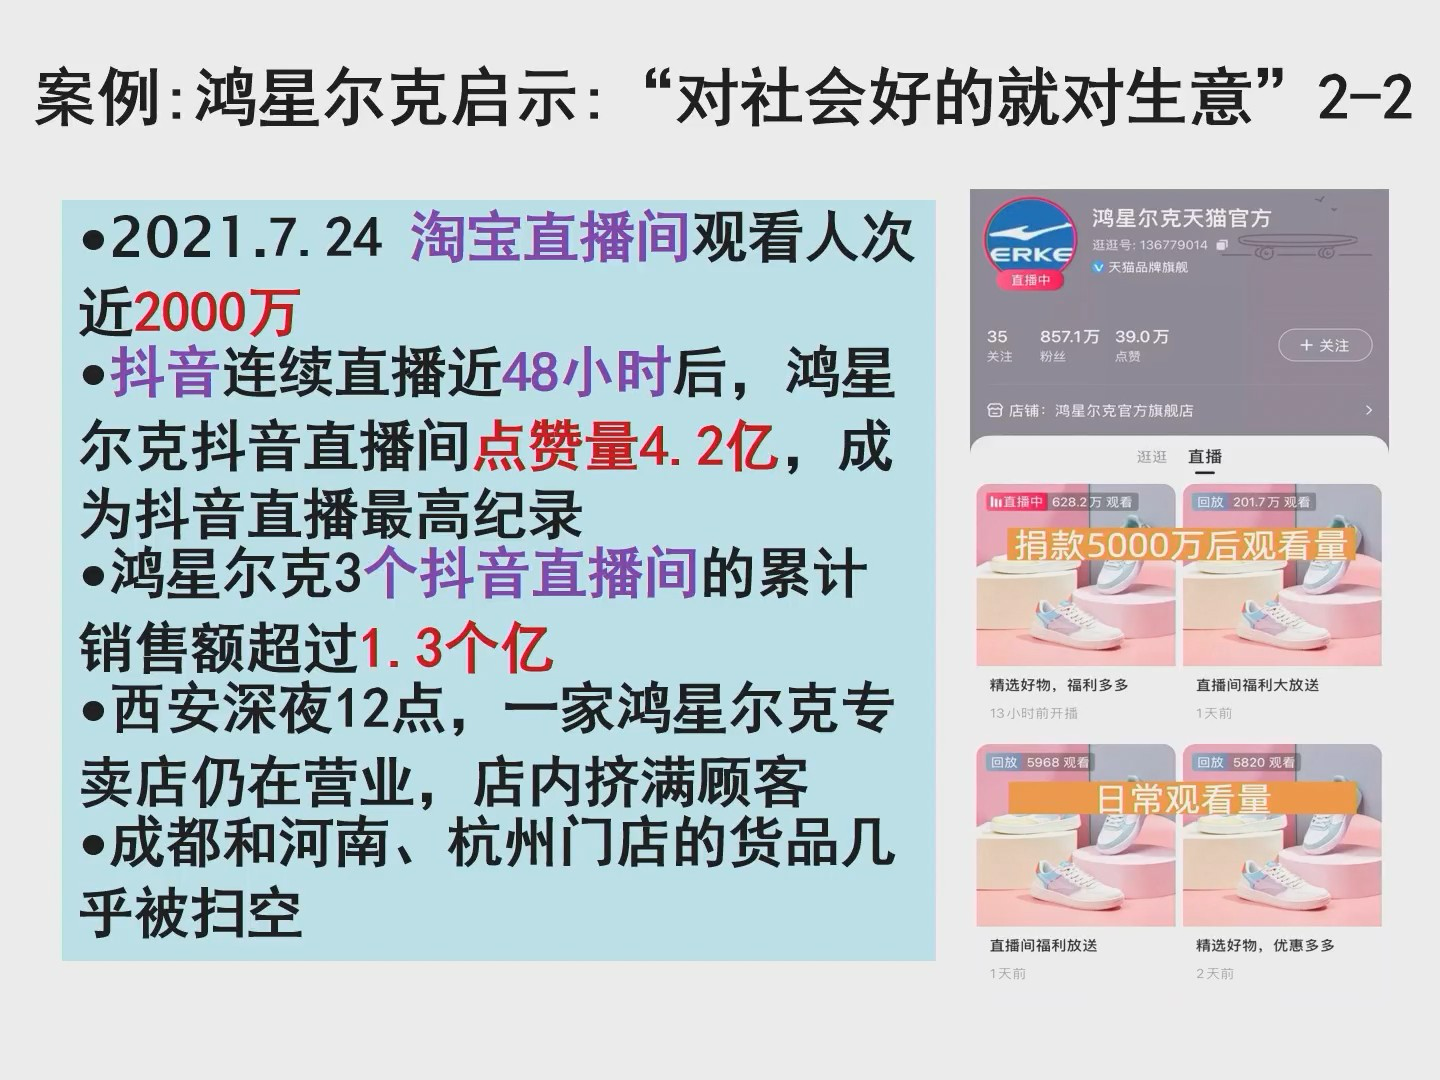 案例:鸿星尔克启示:“对社会好的就对生意”2-2
•2021.7.24 淘宝直播间观看人次
近2000万
•抖音连续直播近48小时后，鸿星
尔克抖音直播间点赞量4.2亿，成
为抖音直播最高纪录
•鸿星尔克3个抖音直播间的累计
销售额超过1.3个亿
•西安深夜12点，一家鸿星尔克专
卖店仍在营业，店内挤满顾客
•成都和河南、杭州门店的货品几
乎被扫空
ERKE
直播中
鸿星尔克天猫官方
逛逛号: 136779014
天猫品牌旗舰
35 857.1万 39.0万
关注 粉丝 点赞
+ 关注
店铺：鸿星尔克官方旗舰店
逛逛 直播
直播中 628.2万 观看
回放 201.7万 观看
捐款5000万后观看量
精选好物，福利多多
13小时前开播
直播间福利大放送
1天前
回放 5968 观看
回放 5820 观看
日常观看量
直播间福利放送
1天前
精选好物，优惠多多
2天前